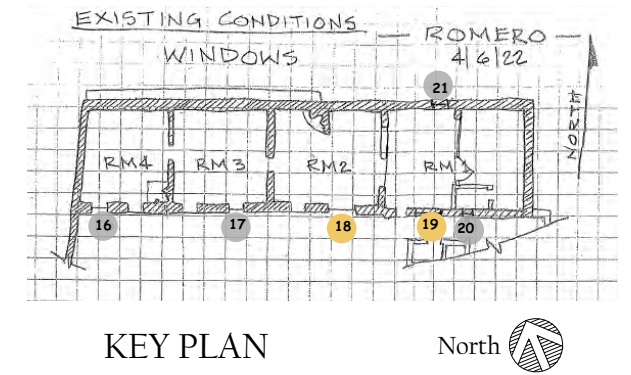 EXISTING CONDITIONS
WINDOWS
— ROMERO —
4/6/22
NORTH
21
RM4
RM3
RM2
RM1
16
17
18
19
20
KEY PLAN
North